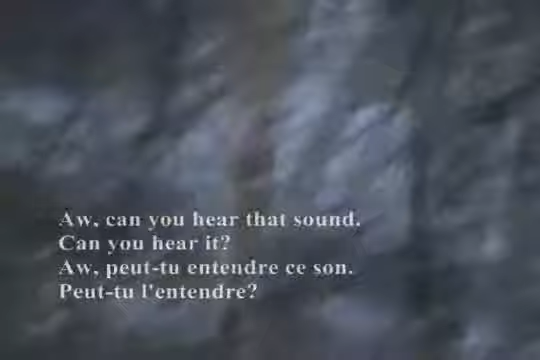 Aw, can you hear that sound.
Can you hear it?
Aw, peut-tu entendre ce son.
Peut-tu l'entendre?